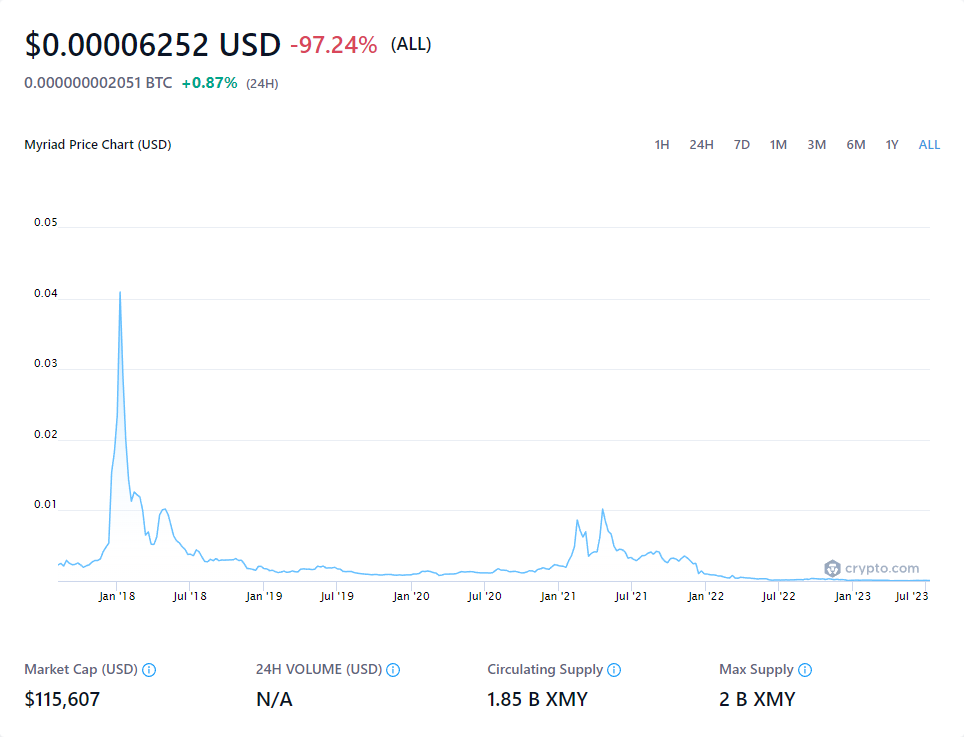 $0.00006252 USD -97.24% (ALL)
0.000000002051 BTC +0.87% (24H)
Myriad Price Chart (USD) 1H 24H 7D 1M 3M 6M 1Y ALL
0.05
0.04
0.03
0.02
0.01
crypto.com
Jan '18 Jul '18 Jan '19 Jul '19 Jan '20 Jul '20 Jan '21 Jul '21 Jan '22 Jul '22 Jan '23 Jul '23
Market Cap (USD) 24H VOLUME (USD) Circulating Supply Max Supply
$115,607 N/A 1.85 B XMY 2 B XMY